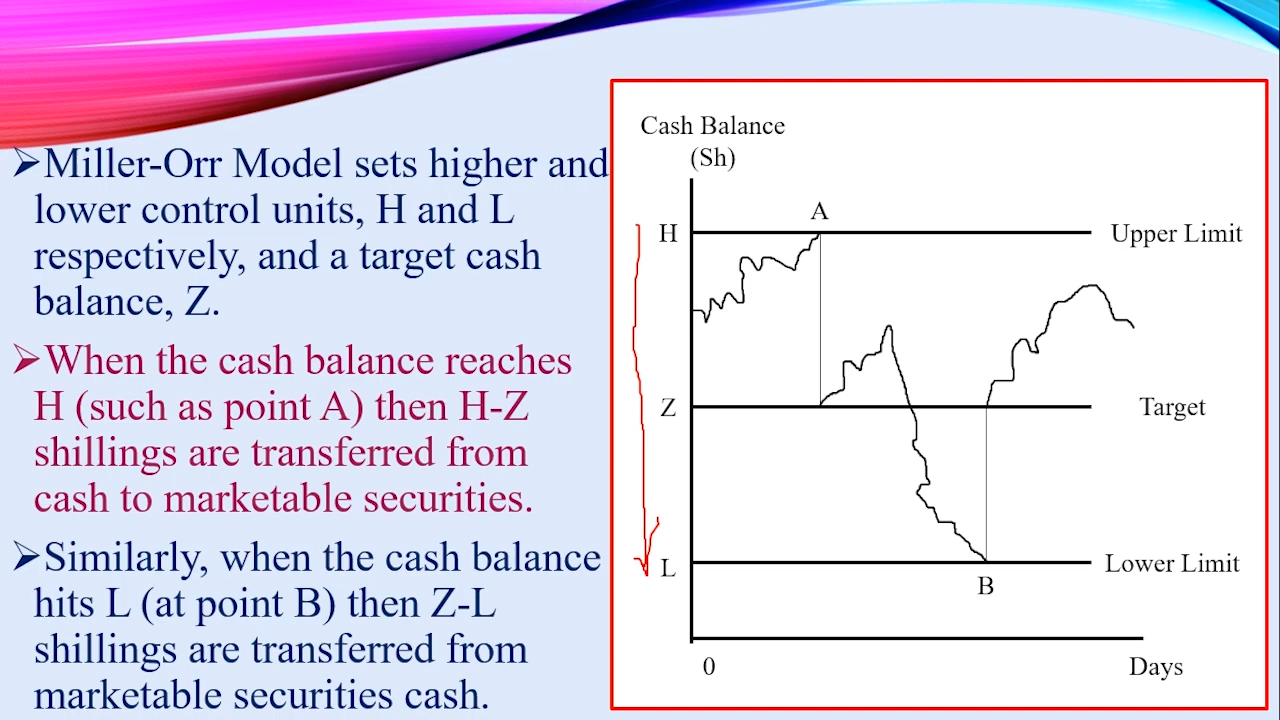 ➢Miller-Orr Model sets higher and
lower control units, H and L
respectively, and a target cash
balance, Z.
➢When the cash balance reaches
H (such as point A) then H-Z
shillings are transferred from
cash to marketable securities.
➢Similarly, when the cash balance
hits L (at point B) then Z-L
shillings are transferred from
marketable securities cash.
Cash Balance
(Sh)
A
H
Upper Limit
Z
Target
L
Lower Limit
B
0
Days